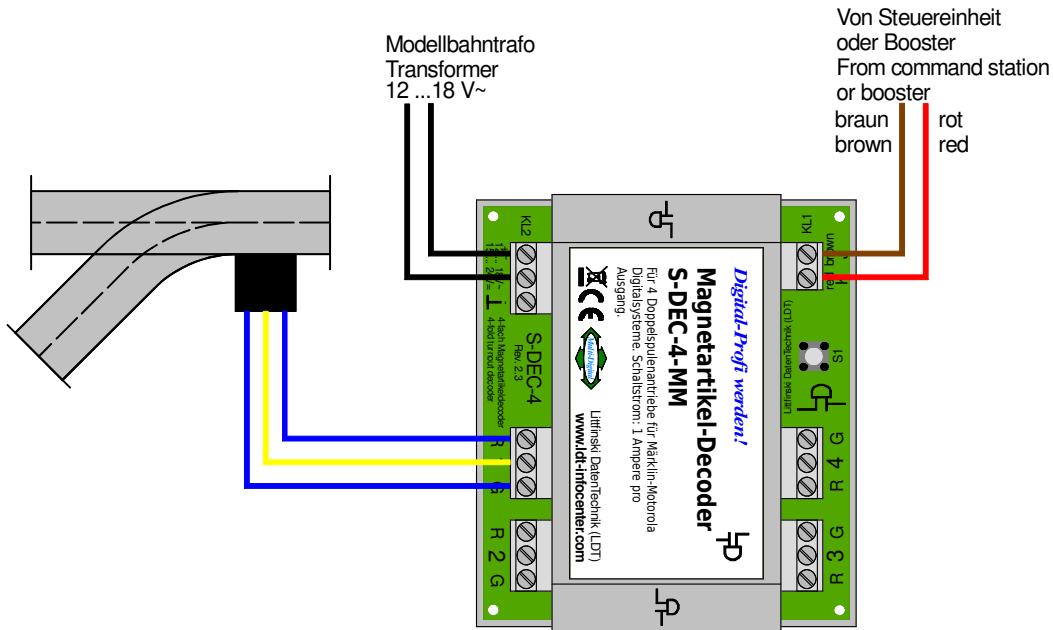 Modellbahntrafo
Transformer
12 ...18 V~
Von Steuereinheit
oder Booster
From command station
or booster
braun rot
brown red
KL2
KL1
4-fach Magnetartikeldecoder
4-fold turnout decoder
S-DEC-4
Rev. 2.3
Digital-Profi werden!
Magnetartikel-Decoder
S-DEC-4-MM
Für 4 Doppelspulenantriebe für Märklin-Motorola
Digitalsysteme. Schaltstrom: 1 Ampere pro
Ausgang.
CE
Multi-Digital
Littfinski DatenTechnik (LDT)
www.ldt-infocenter.com
red brown
S1
Littfinski DatenTechnik (LDT)
R
G
R 2 G
R 4 G
R 3 G